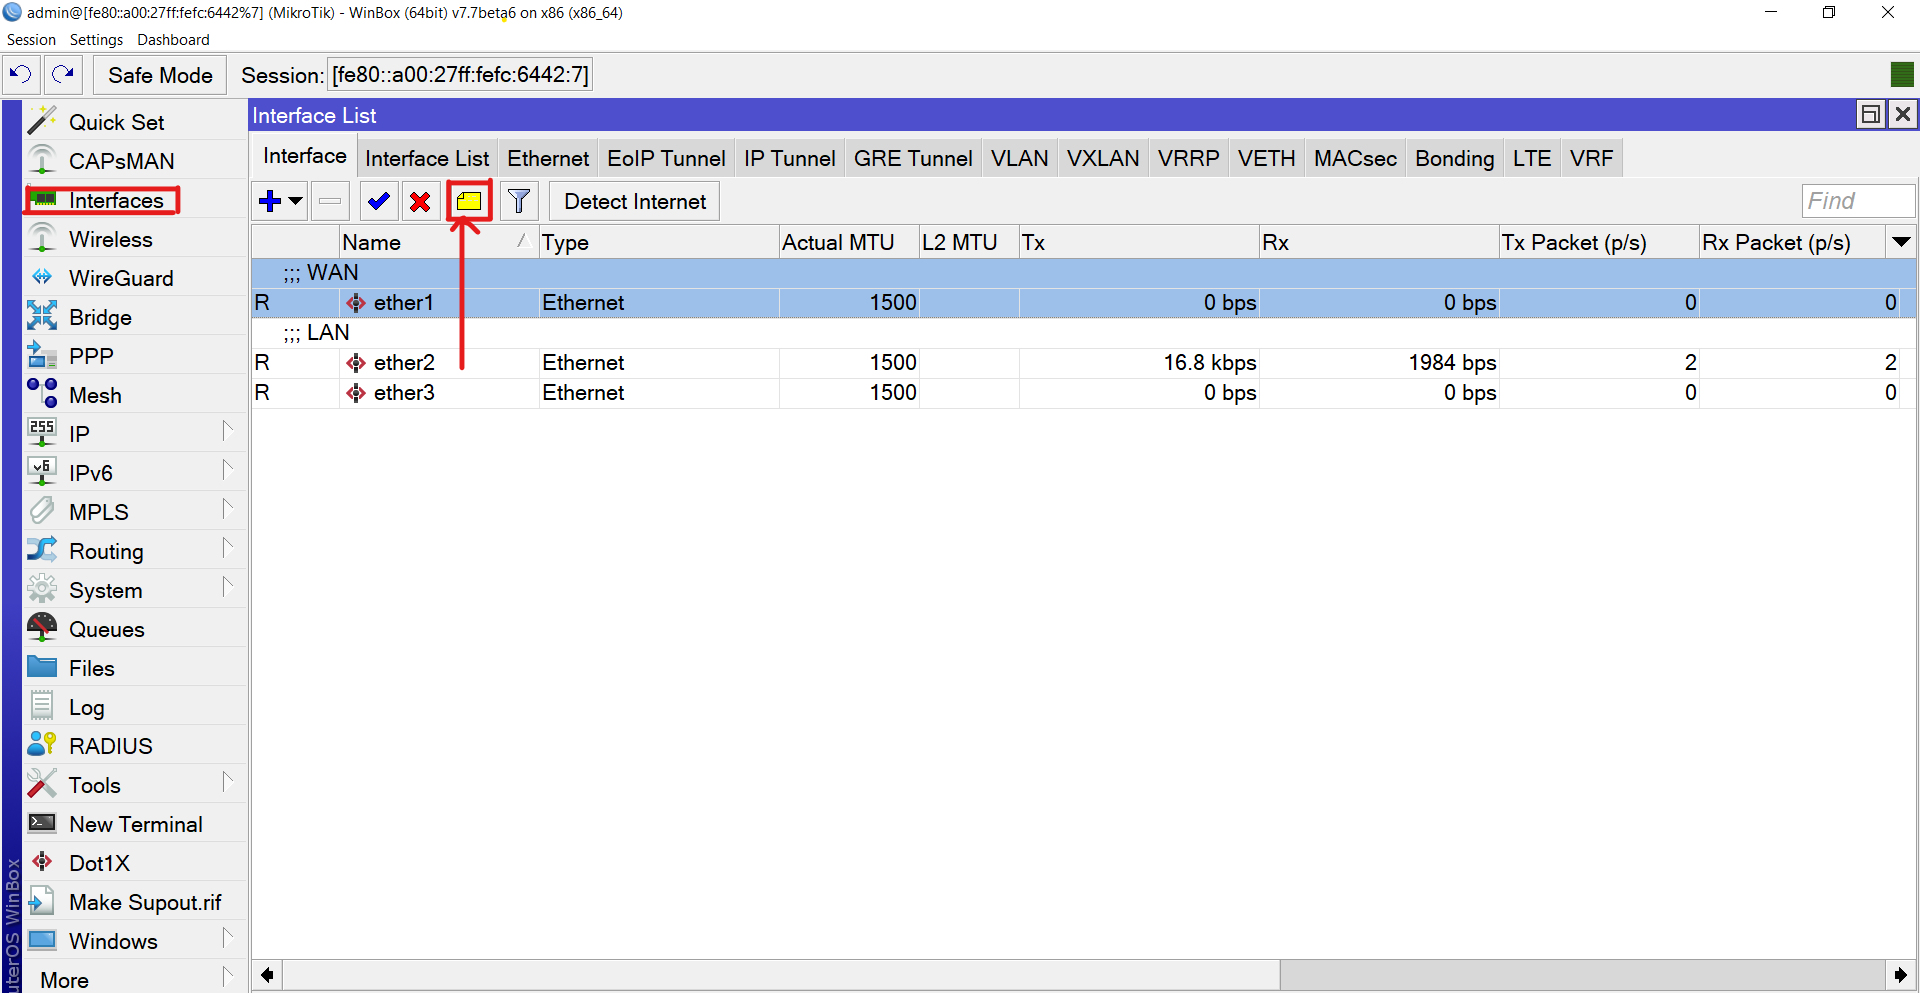 admin@[fe80::a00:27ff:fefc:6442%7] (MikroTik) - WinBox (64bit) v7.7beta6 on x86 (x86_64)
Session Settings Dashboard
Safe Mode Session: [fe80::a00:27ff:fefc:6442:7]
Quick Set
CAPsMAN
Interfaces
Wireless
WireGuard
Bridge
PPP
Mesh
255 IP
v6 IPv6
MPLS
Routing
System
Queues
Files
Log
RADIUS
Tools
New Terminal
Dot1X
Make Supout.rif
Windows
More
uterOS WinBox
Interface List
Interface Interface List Ethernet EoIP Tunnel IP Tunnel GRE Tunnel VLAN VXLAN VRRP VETH MACsec Bonding LTE VRF
Detect Internet Find
Name Type Actual MTU L2 MTU Tx Rx Tx Packet (p/s) Rx Packet (p/s)
;;; WAN
R ether1 Ethernet 1500 0 bps 0 bps 0 0
;;; LAN
R ether2 Ethernet 1500 16.8 kbps 1984 bps 2 2
R ether3 Ethernet 1500 0 bps 0 bps 0 0